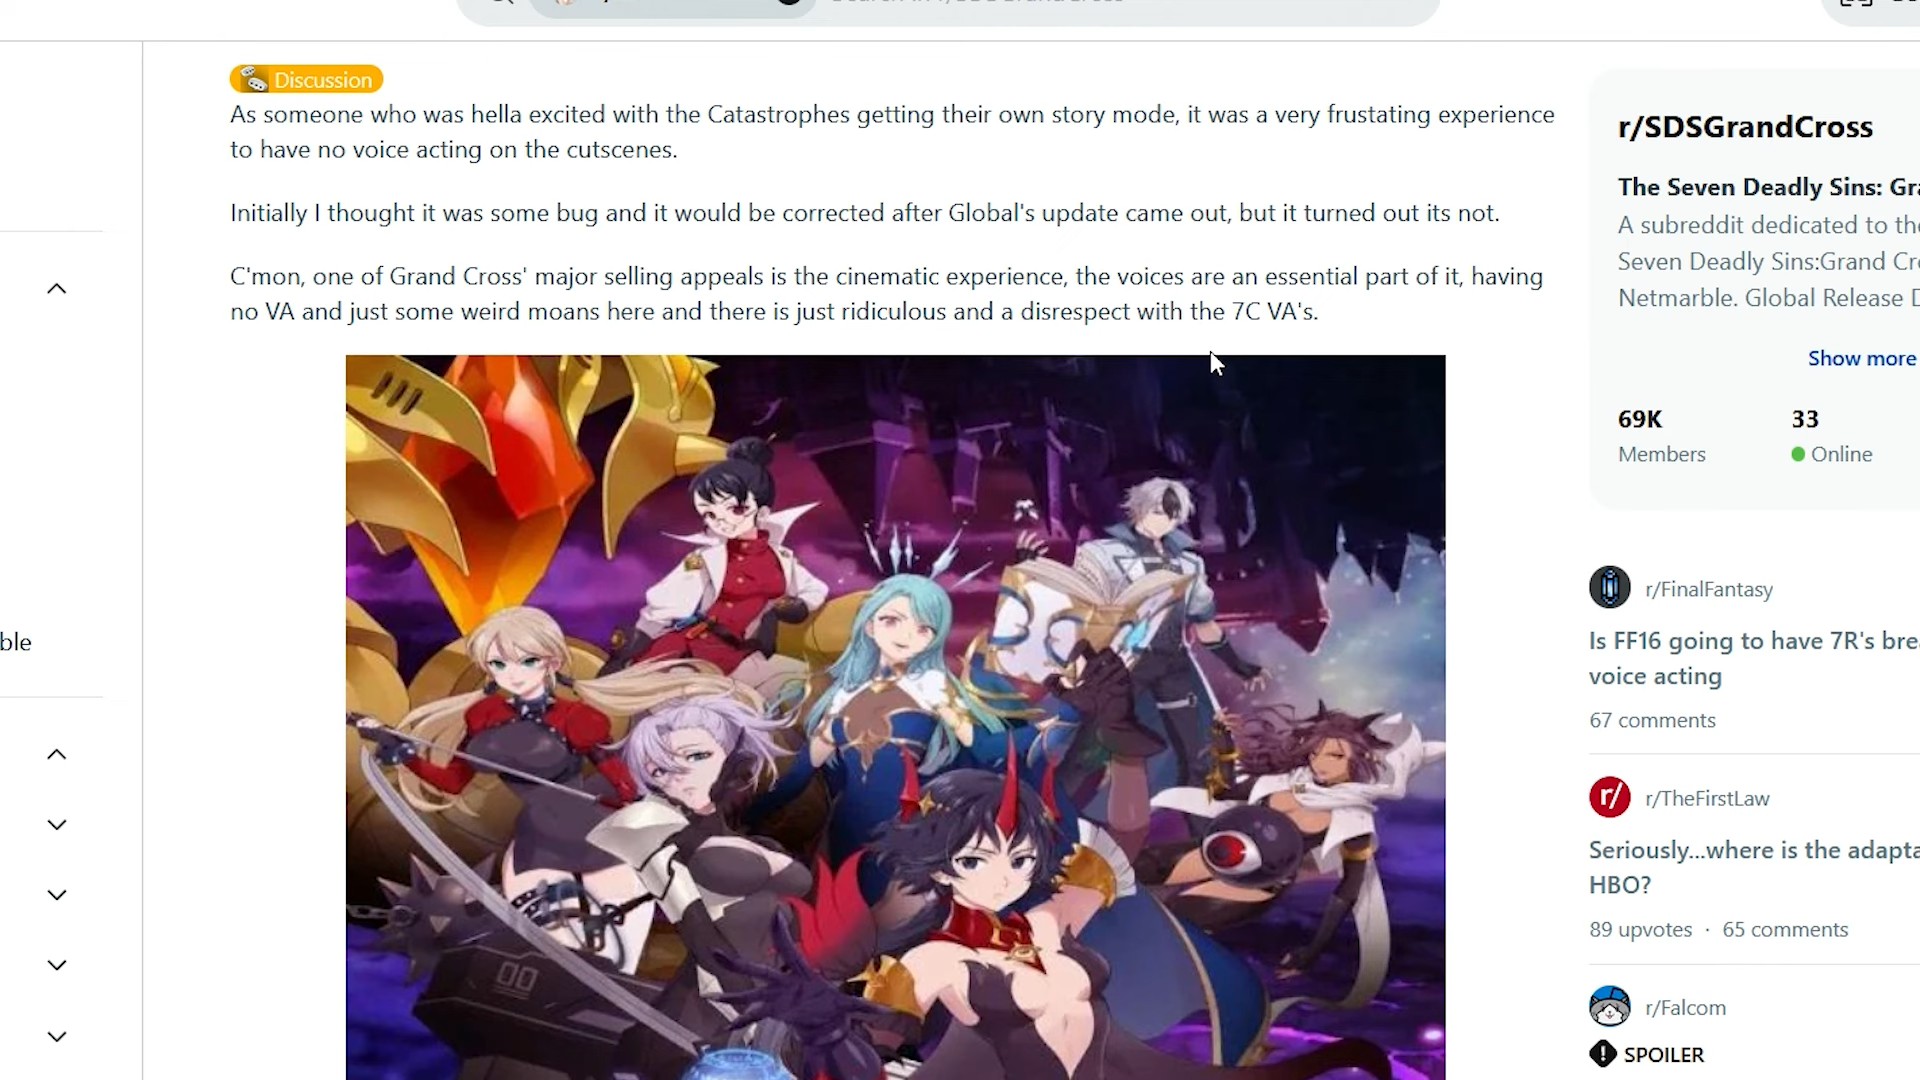 Discussion
As someone who was hella excited with the Catastrophes getting their own story mode, it was a very frustating experience
to have no voice acting on the cutscenes.
Initially I thought it was some bug and it would be corrected after Global's update came out, but it turned out its not.
C'mon, one of Grand Cross' major selling appeals is the cinematic experience, the voices are an essential part of it, having
no VA and just some weird moans here and there is just ridiculous and a disrespect with the 7C VA's.
ble
r/SDSGrandCross
The Seven Deadly Sins: Gra
A subreddit dedicated to the
Seven Deadly Sins:Grand Cr
Netmarble. Global Release D
Show more
69K
33
Members
Online
r/FinalFantasy
Is FF16 going to have 7R's brea
voice acting
67 comments
r/TheFirstLaw
Seriously...where is the adapta
HBO?
89 upvotes · 65 comments
r/Falcom
SPOILER